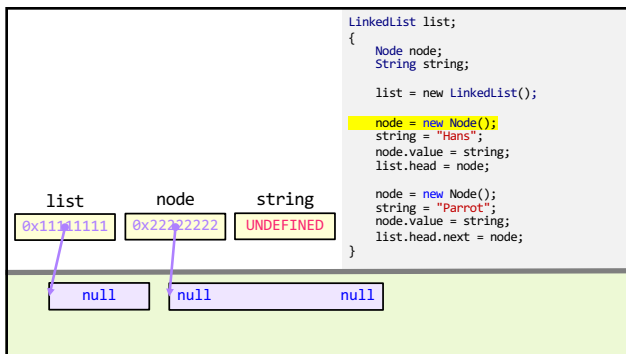 LinkedList list;
{
Node node;
String string;
list = new LinkedList();
node = new Node();
string = "Hans";
node.value = string;
list.head = node;
node = new Node();
string = "Parrot";
node.value = string;
list.head.next = node;
}
list node string
0x11111111 0x22222222 UNDEFINED
null null null